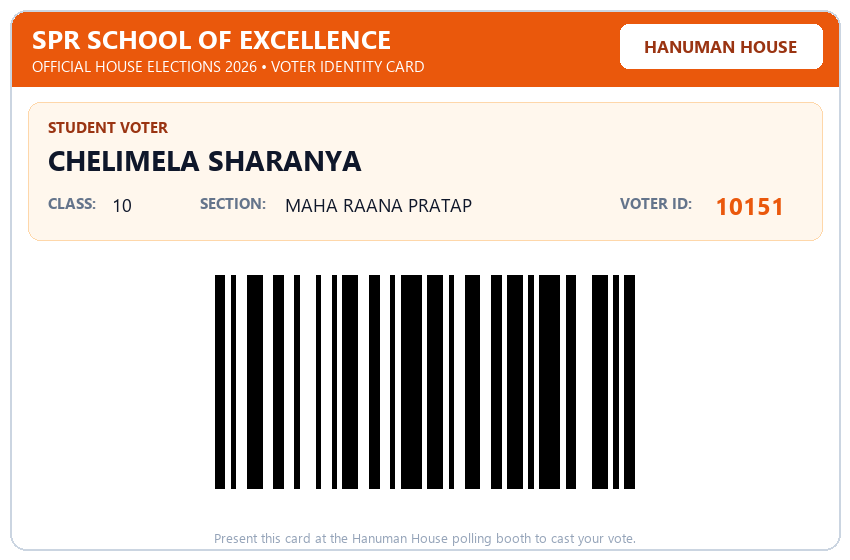 SPR SCHOOL OF EXCELLENCE
OFFICIAL HOUSE ELECTIONS 2026 • VOTER IDENTITY CARD
HANUMAN HOUSE
STUDENT VOTER
CHELIMELA SHARANYA
CLASS: 10 SECTION: MAHA RAANA PRATAP VOTER ID: 10151
Present this card at the Hanuman House polling booth to cast your vote.